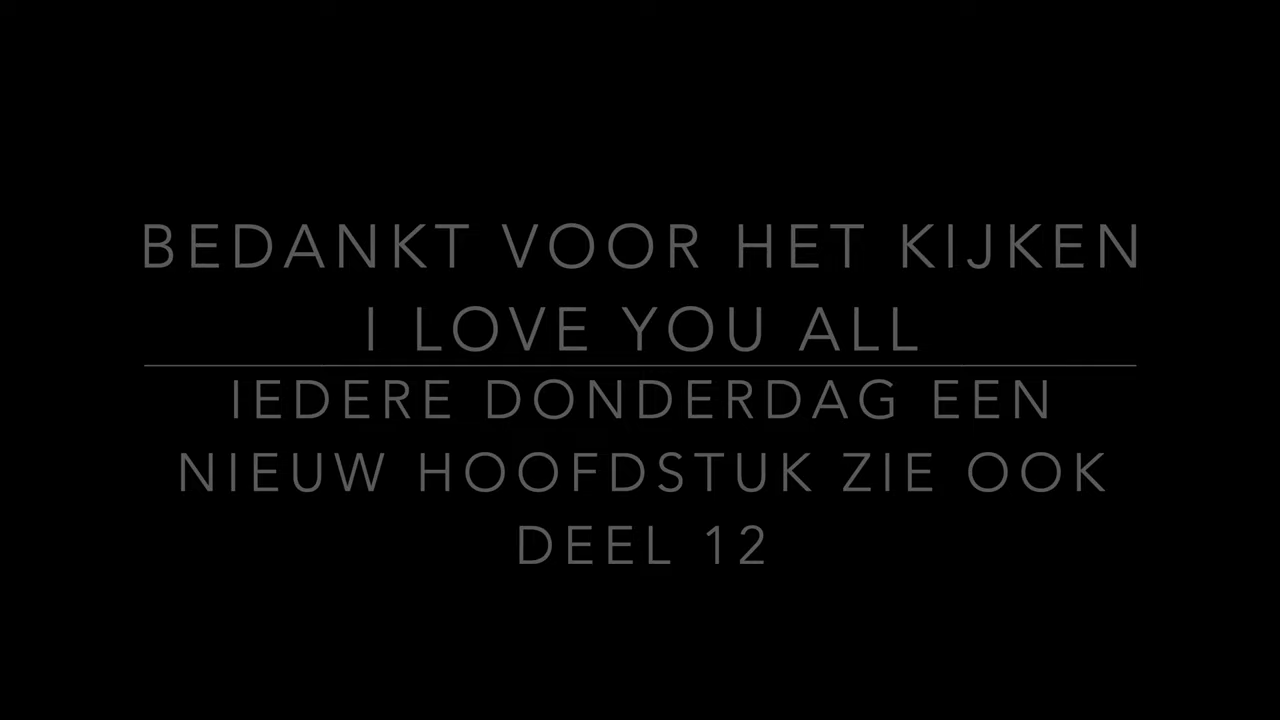 BEDANKT VOOR HET KIJKEN
I LOVE YOU ALL
IEDERE DONDERDAG EEN
NIEUW HOOFDSTUK ZIE OOK
DEEL 12